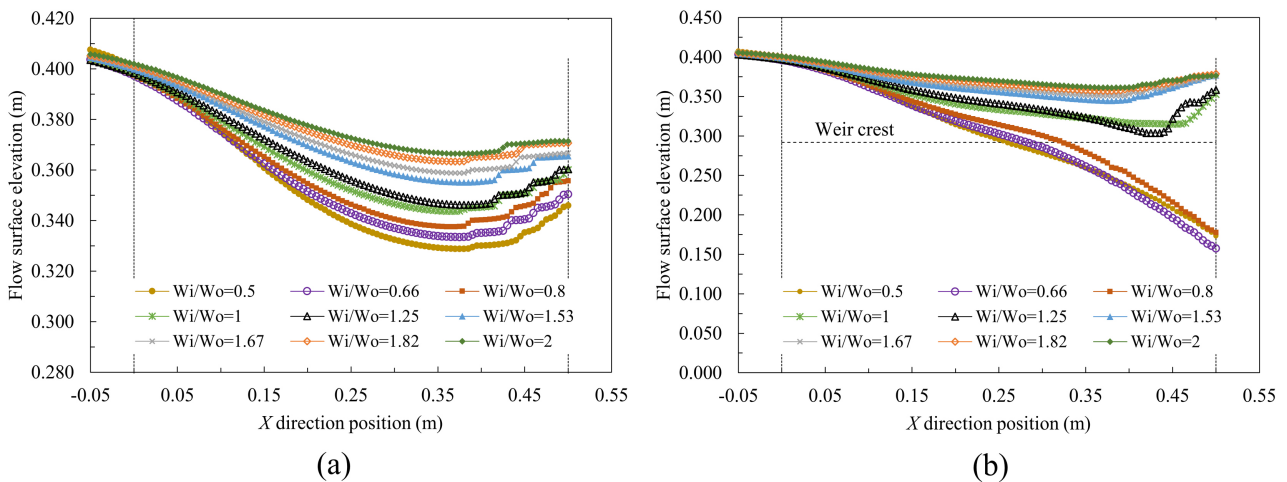 0.420
0.400
0.380
0.360
0.340
0.320
0.300
0.280
Flow surface elevation (m)
Wi/Wo=0.5 Wi/Wo=0.66 Wi/Wo=0.8
Wi/Wo=1 Wi/Wo=1.25 Wi/Wo=1.53
Wi/Wo=1.67 Wi/Wo=1.82 Wi/Wo=2
-0.05 0.05 0.15 0.25 0.35 0.45 0.55
X direction position (m)
(a)
0.450
0.400
0.350
0.300
0.250
0.200
0.150
0.100
0.050
0.000
Flow surface elevation (m)
Weir crest
Wi/Wo=0.5 Wi/Wo=0.66 Wi/Wo=0.8
Wi/Wo=1 Wi/Wo=1.25 Wi/Wo=1.53
Wi/Wo=1.67 Wi/Wo=1.82 Wi/Wo=2
-0.05 0.05 0.15 0.25 0.35 0.45 0.55
X direction position (m)
(b)